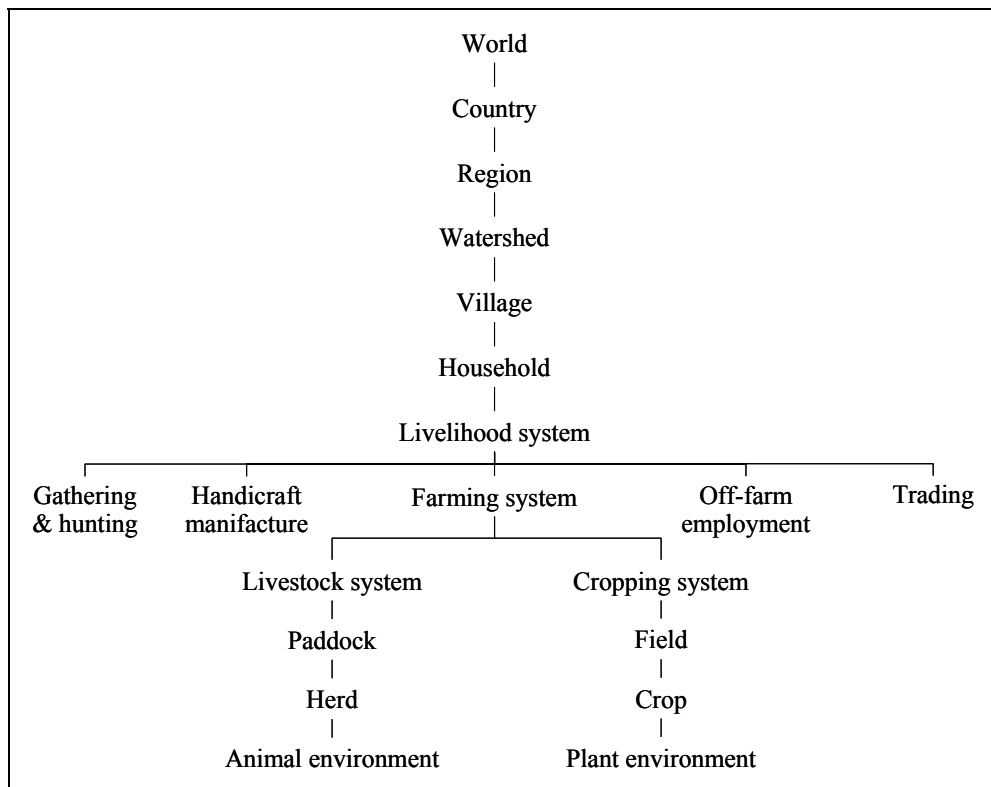 World
Country
Region
Watershed
Village
Household
Livelihood system
Gathering & hunting
Handicraft manifacture
Farming system
Off-farm employment
Trading
Livestock system
Cropping system
Paddock
Field
Herd
Crop
Animal environment
Plant environment